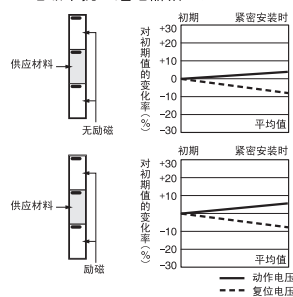 供应材料
无励磁
对初期值的变化率(%)
初期 紧密安装时
+30
+20
+10
0
-10
-20
-30
平均值
供应材料
励磁
对初期值的变化率(%)
初期 紧密安装时
+30
+20
+10
-10
-20
-30
平均值
动作电压
复位电压